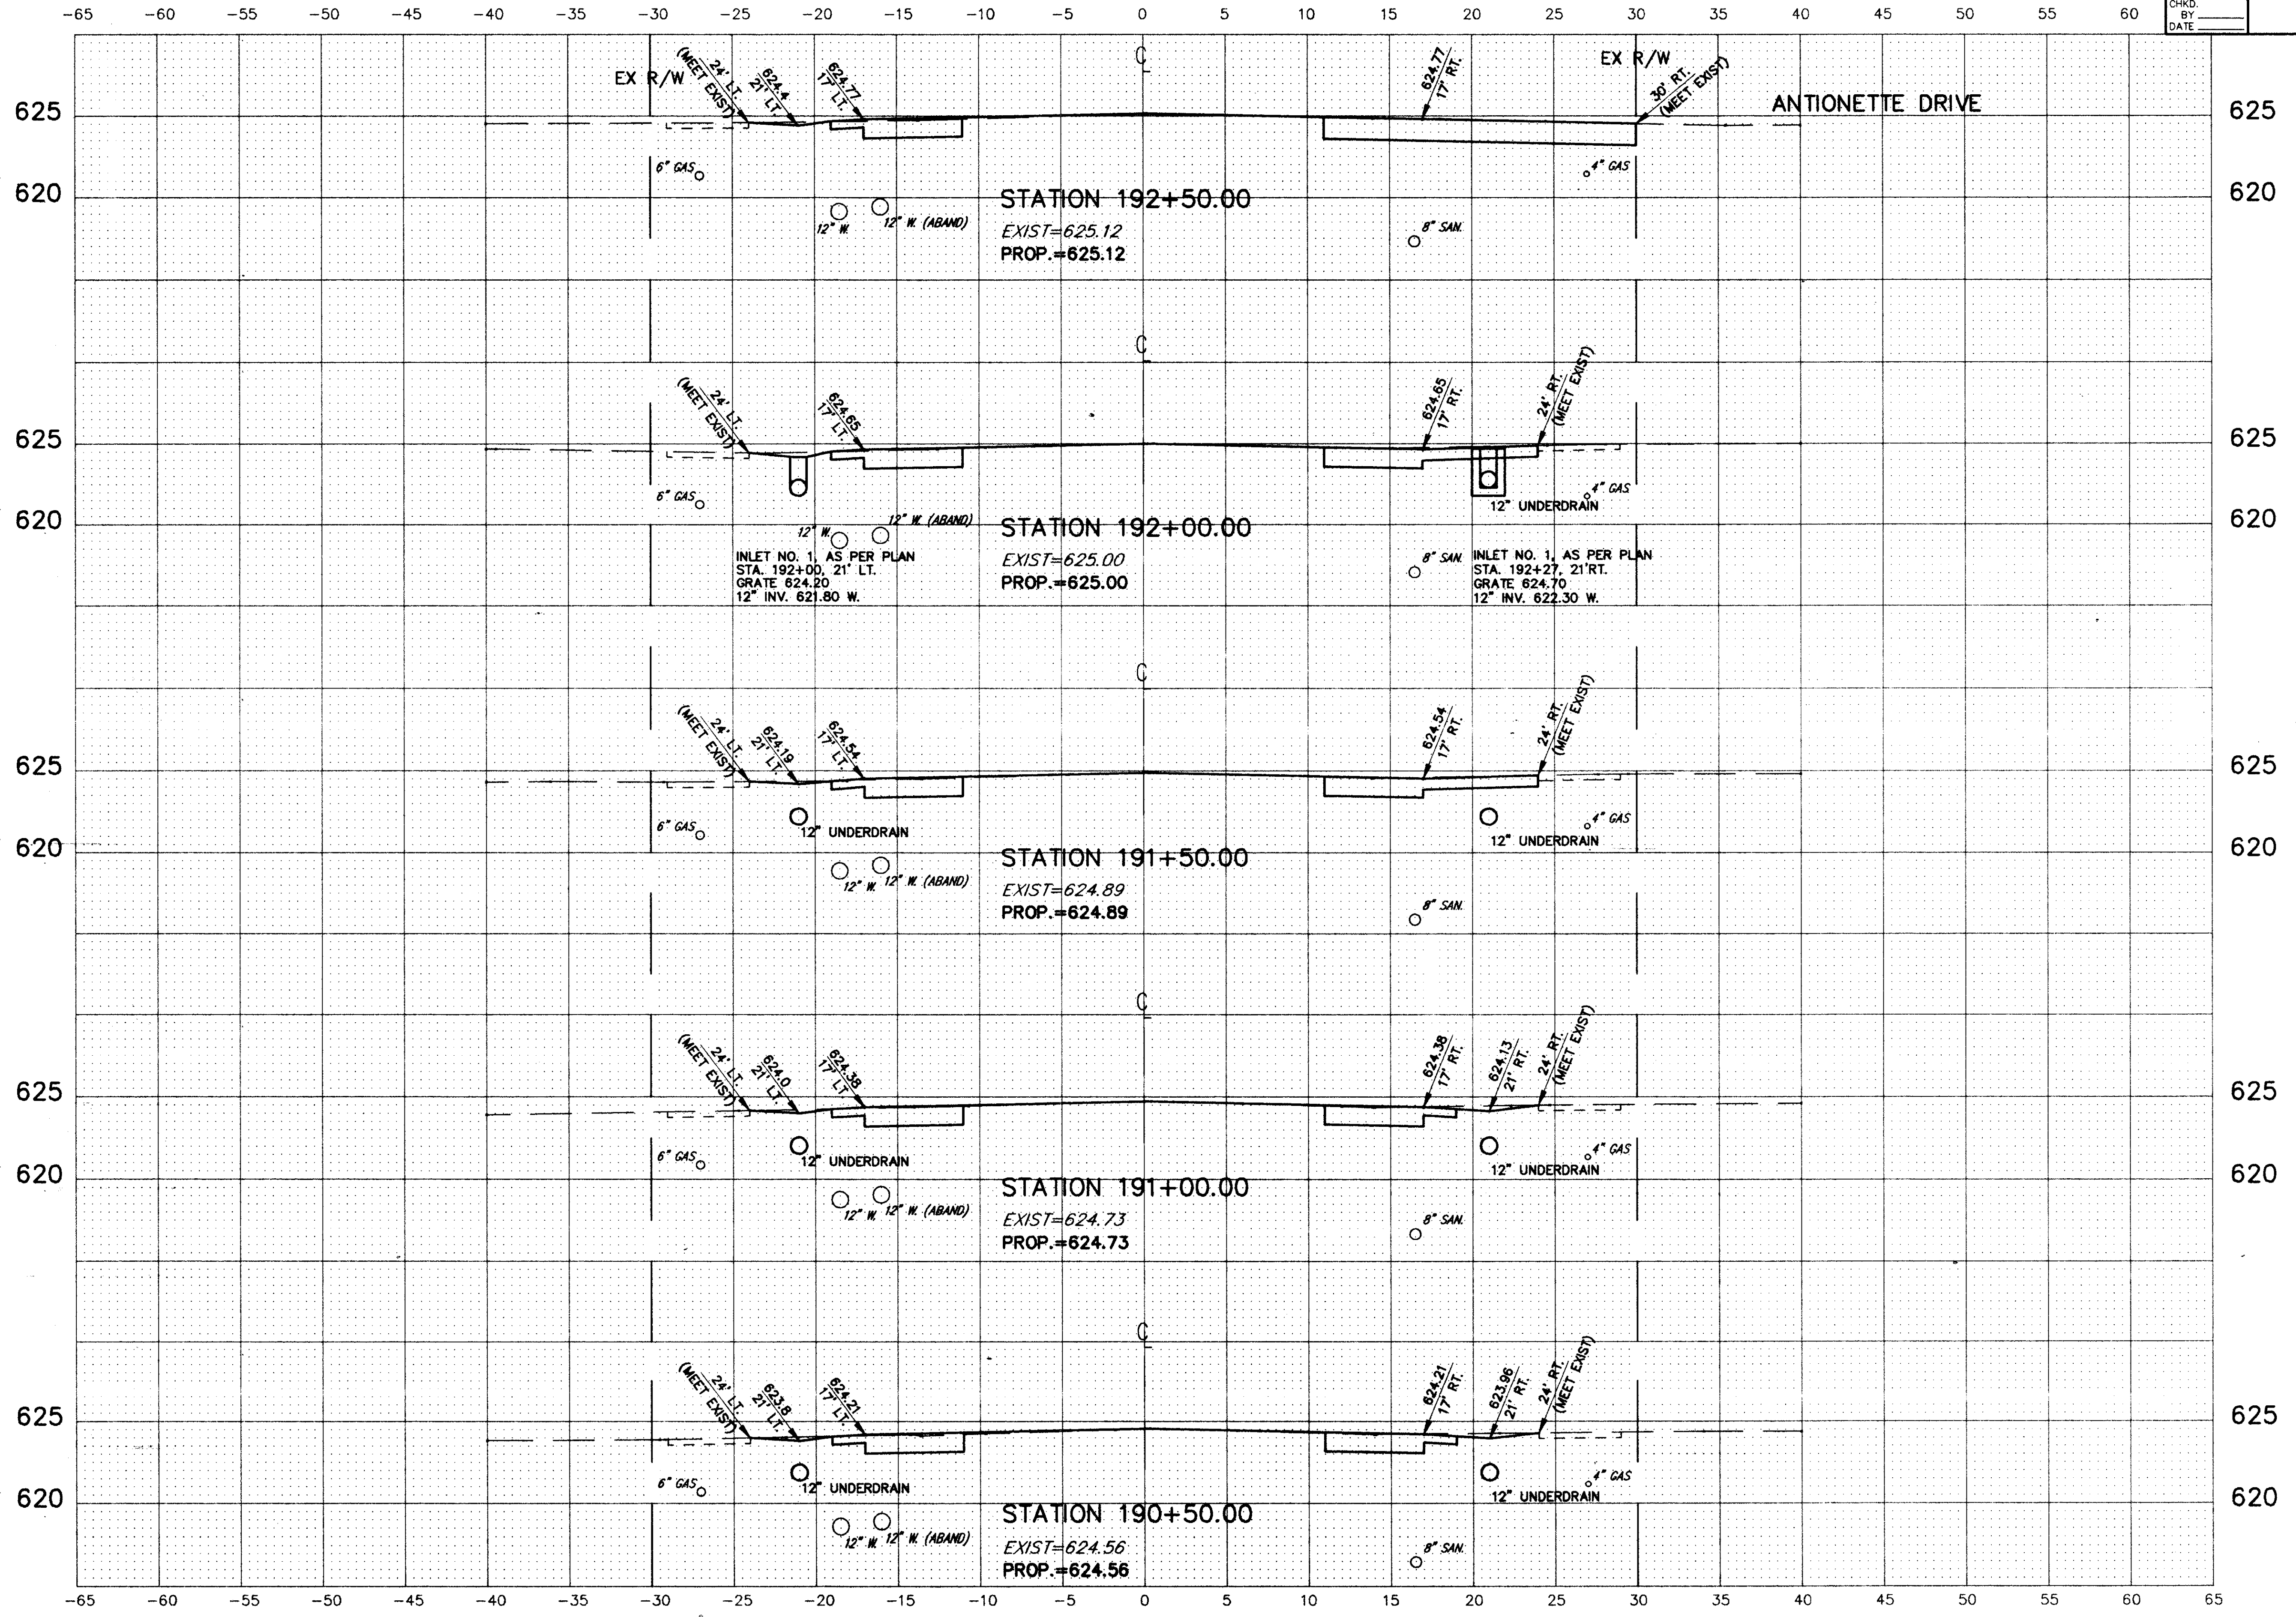 CHKD.
BY
DATE
-60 -55 -50 -45 -40 -35 -30 -25 -20 -15 -10 -5 0 5 10 15 20 25 30 35 40 45 50 55 60
EX R/W
24' LT.
(MEET EXIST)
624.4
21' LT.
624.77
17' LT.
624.77
17' RT.
EX R/W
30' RT.
(MEET EXIST)
ANTIONETTE DRIVE
625
625
6" GAS
4" GAS
620
620
12" W.
12" W. (ABAND)
STATION 192+50.00
EXIST=625.12
PROP.=625.12
8" SAN.
24' LT.
(MEET EXIST)
624.65
17' LT.
624.65
17' RT.
24' RT.
(MEET EXIST)
625
625
6" GAS
4" GAS
12" UNDERDRAIN
620
620
12" W.
12" W. (ABAND)
STATION 192+00.00
EXIST=625.00
PROP.=625.00
INLET NO. 1, AS PER PLAN
STA. 192+00, 21' LT.
GRATE 624.20
12" INV. 621.80 W.
8" SAN.
INLET NO. 1, AS PER PLAN
STA. 192+27, 21'RT.
GRATE 624.70
12" INV. 622.30 W.
24' LT.
(MEET EXIST)
624.19
21' LT.
624.54
17' LT.
624.54
17' RT.
24' RT.
(MEET EXIST)
625
625
6" GAS
12" UNDERDRAIN
4" GAS
12" UNDERDRAIN
620
620
12" W.
12" W. (ABAND)
STATION 191+50.00
EXIST=624.89
PROP.=624.89
8" SAN.
24' LT.
(MEET EXIST)
624.0
21' LT.
624.38
17' LT
624.38
17' RT.
624.13
21' RT.
24' RT.
(MEET EXIST)
625
625
6" GAS
12" UNDERDRAIN
4" GAS
12" UNDERDRAIN
620
620
12" W.
12" W. (ABAND)
STATION 191+00.00
EXIST=624.73
PROP.=624.73
8" SAN.
24' LT.
(MEET EXIST)
623.8
21' LT.
624.21
17' LT.
624.21
17' RT.
623.96
21' RT.
24' RT.
(MEET EXIST)
625
625
6" GAS
12" UNDERDRAIN
4" GAS
12" UNDERDRAIN
620
620
12" W.
12" W. (ABAND)
STATION 190+50.00
EXIST=624.56
PROP.=624.56
8" SAN.
-65 -60 -55 -50 -45 -40 -35 -30 -25 -20 -15 -10 -5 0 5 10 15 20 25 30 35 40 45 50 55 60 65